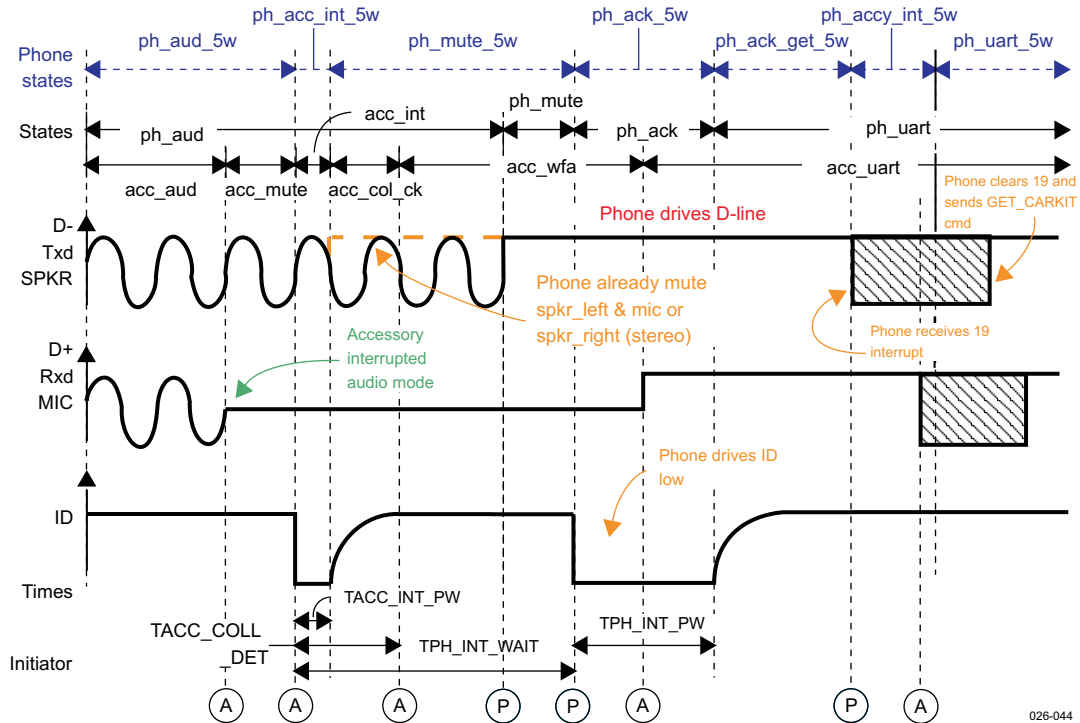 ph_acc_int_5w
ph_ack_5w
ph_accy_int_5w
ph_aud_5w
ph_mute_5w
ph_ack_get_5w
ph_uart_5w
Phone
states
ph_mute
acc_int
States
ph_aud
ph_ack
ph_uart
acc_wfa
acc_uart
acc_aud
acc_mute
acc_col_ck
Phone clears 19 and
sends GET_CARKIT
cmd
Phone drives D-line
D-
Txd
SPKR
Phone already mute
spkr_left & mic or
spkr_right (stereo)
Phone receives 19
interrupt
Accessory
interrupted
audio mode
D+
Rxd
MIC
Phone drives ID
low
ID
Times
TACC_INT_PW
TPH_INT_PW
TACC_COLL
_DET
TPH_INT_WAIT
Initiator
A
A
A
P
P
A
P
A
026-044